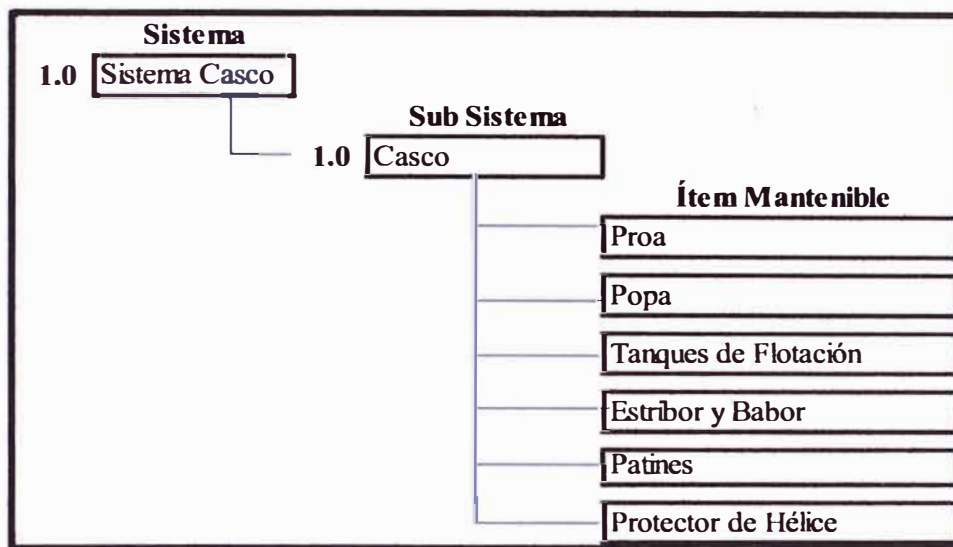 Sistema
1.0 Sistema Casco
Sub Sistema
1.0 Casco
Ítem Mantenible
Proa
Popa
Tanques de Flotación
Estribor y Babor
Patines
Protector de Hélice